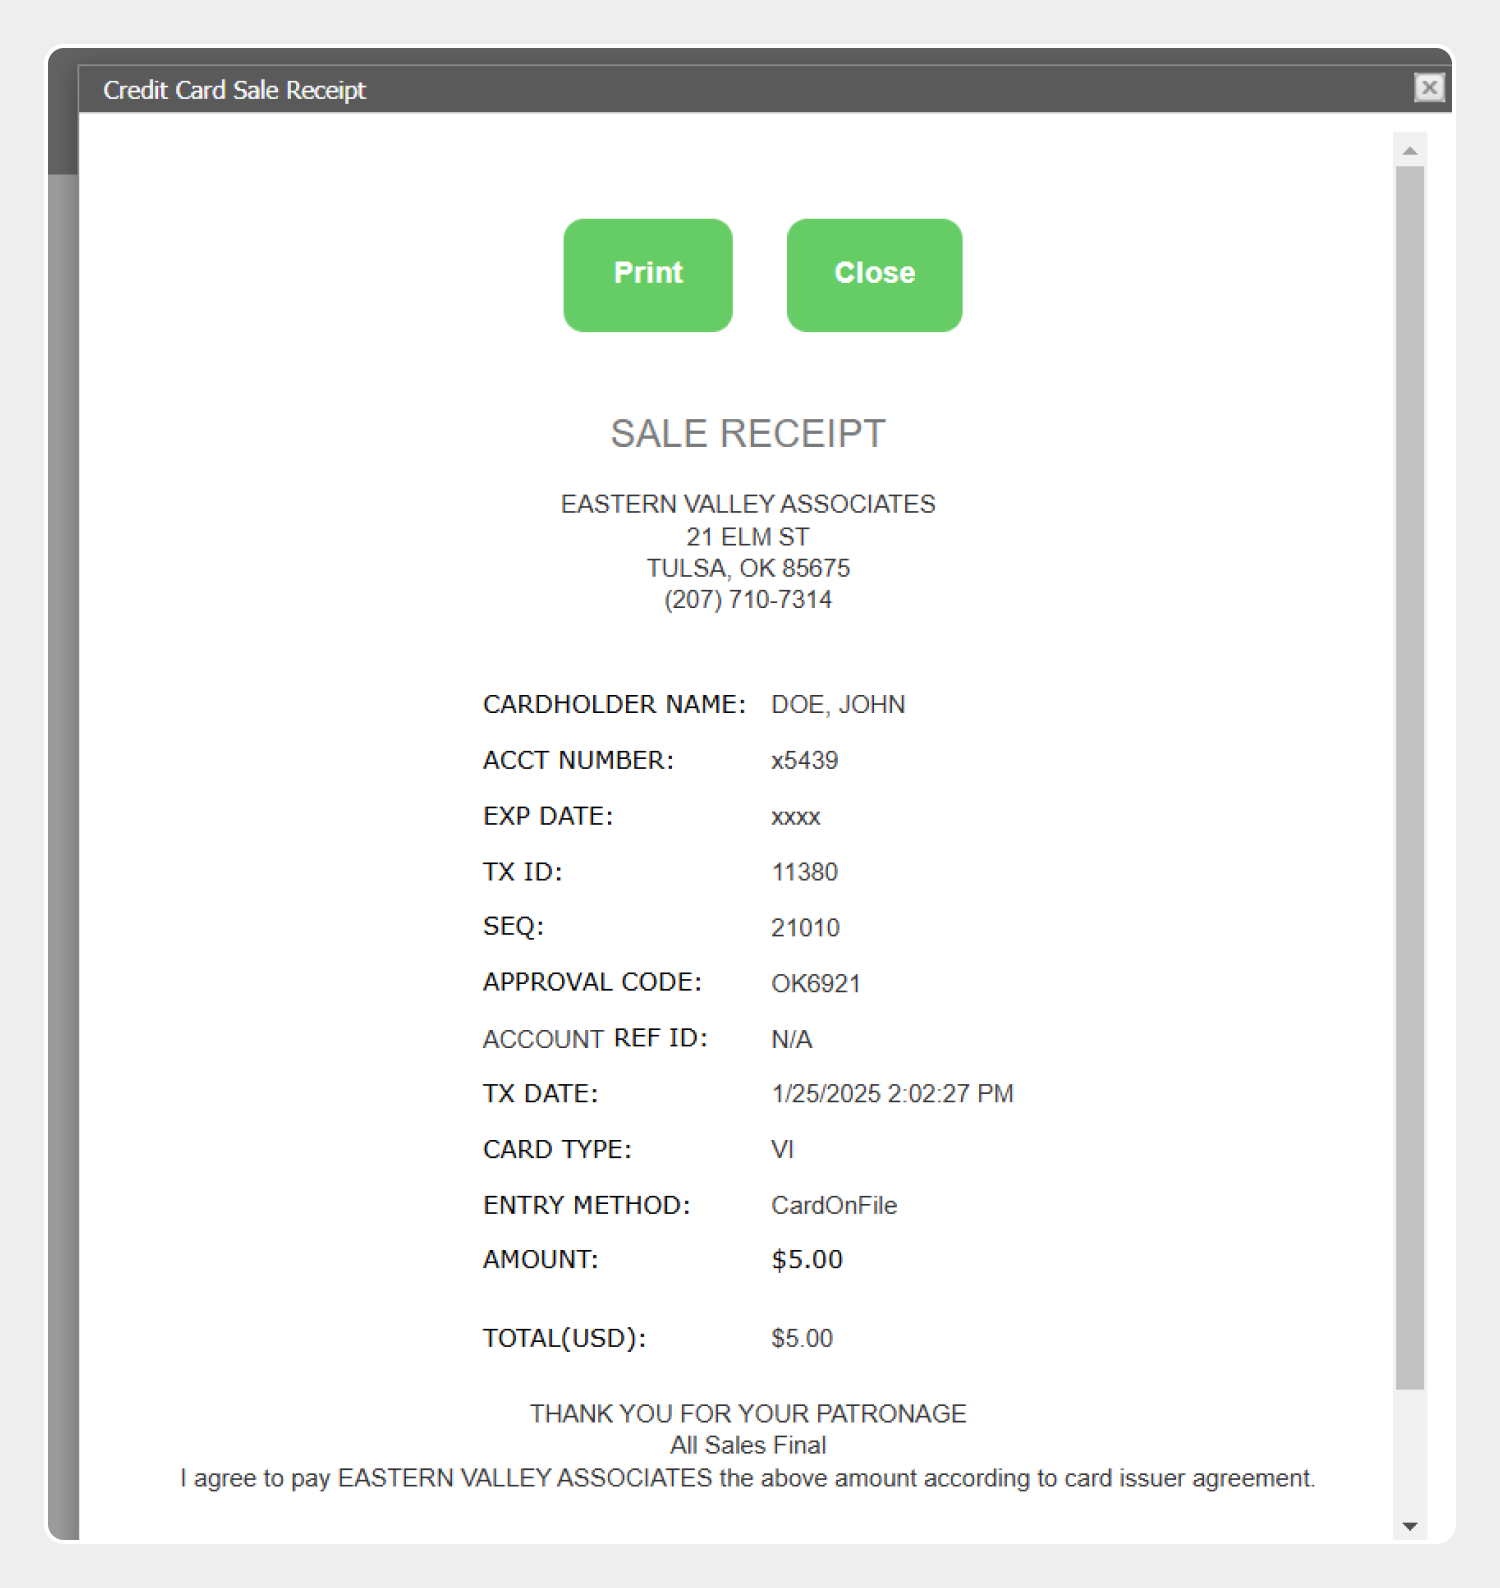 Credit Card Sale Receipt
Print Close
SALE RECEIPT
EASTERN VALLEY ASSOCIATES
21 ELM ST
TULSA, OK 85675
(207) 710-7314
CARDHOLDER NAME: DOE, JOHN
ACCT NUMBER: x5439
EXP DATE: xxxx
TX ID: 11380
SEQ: 21010
APPROVAL CODE: OK6921
ACCOUNT REF ID: N/A
TX DATE: 1/25/2025 2:02:27 PM
CARD TYPE: VI
ENTRY METHOD: CardOnFile
AMOUNT: $5.00
TOTAL(USD): $5.00
THANK YOU FOR YOUR PATRONAGE
All Sales Final
I agree to pay EASTERN VALLEY ASSOCIATES the above amount according to card issuer agreement.